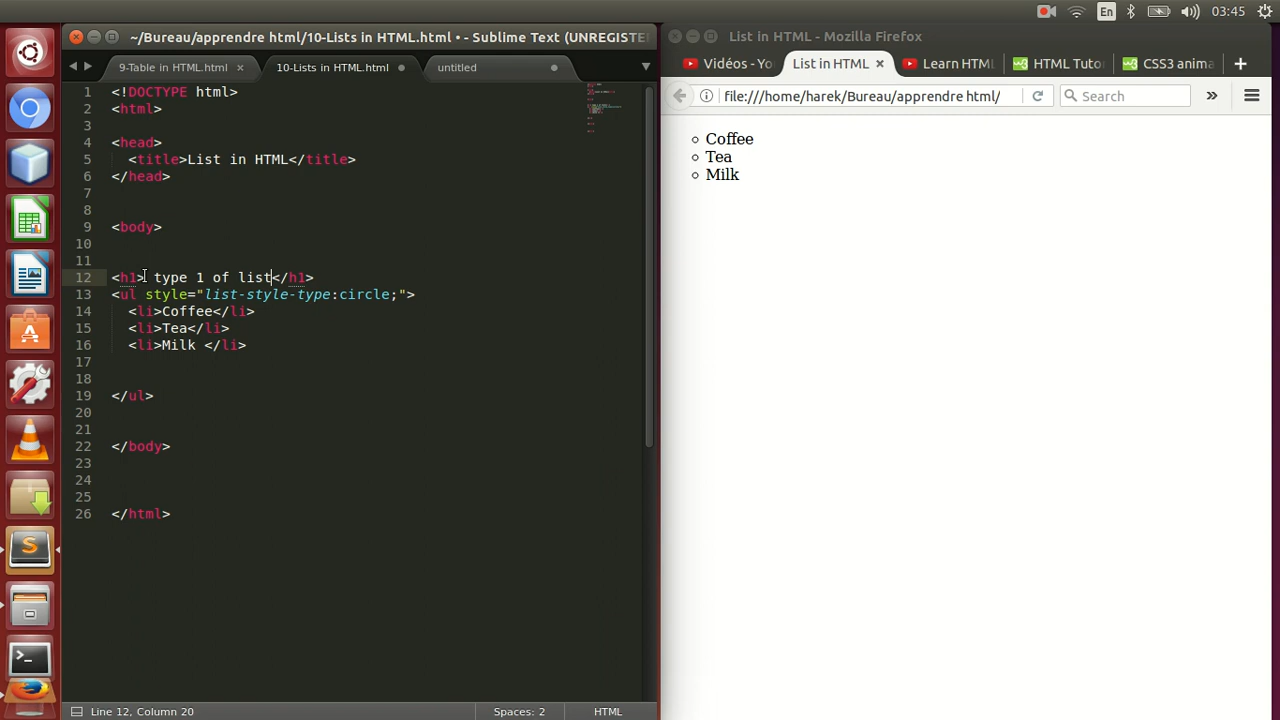 En
03:45
~/Bureau/apprendre html/10-Lists in HTML.html • - Sublime Text (UNREGISTE
9-Table in HTML.html
10-Lists in HTML.html
untitled
1 <!DOCTYPE html>
2 <html>
3
4 <head>
5 <title>List in HTML</title>
6 </head>
7
8
9 <body>
10
11
12 <h1> type 1 of list</h1>
13 <ul style="list-style-type:circle;">
14 <li>Coffee</li>
15 <li>Tea</li>
16 <li>Milk </li>
17
18
19 </ul>
20
21
22 </body>
23
24
25
26 </html>
Line 12, Column 20
Spaces: 2
HTML
List in HTML - Mozilla Firefox
Vidéos - Yo
List in HTML
Learn HTML
HTML Tuto
CSS3 anima
file:///home/harek/Bureau/apprendre html/
Search
Coffee
Tea
Milk